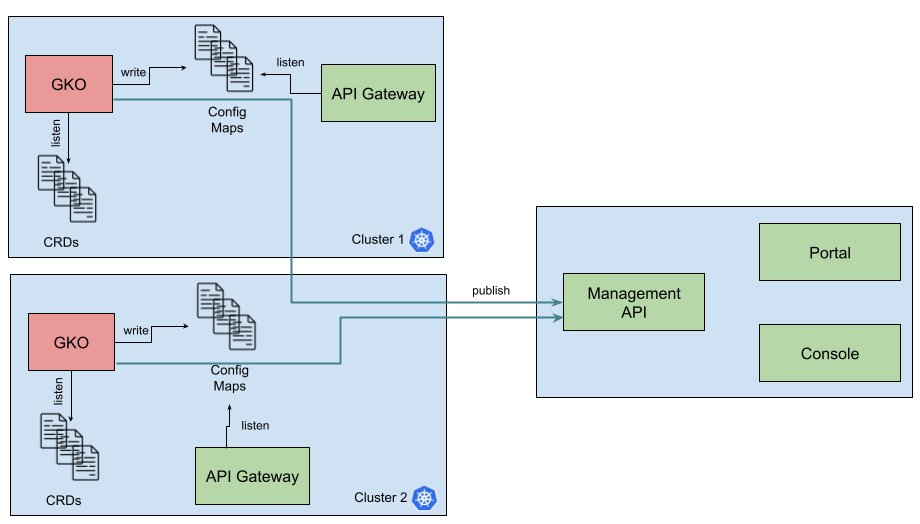 GKO
write
listen
API Gateway
Config
Maps
listen
CRDs
Cluster 1
GKO
write
Config
Maps
listen
listen
API Gateway
CRDs
Cluster 2
publish
Management
API
Portal
Console